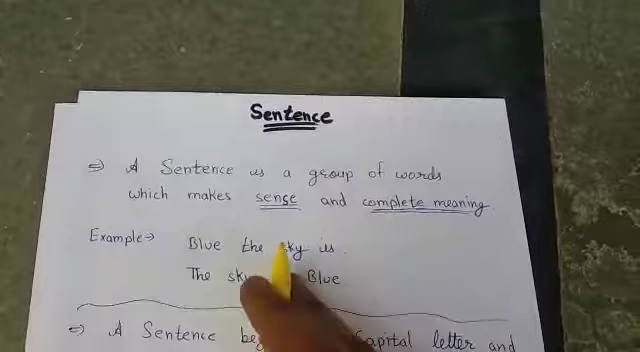 Sentence
⇒ A Sentence is a group of words
which makes sense and complete meaning
Example → Blue the sky is.
The sky Blue
⇒ A Sentence Capital letter and